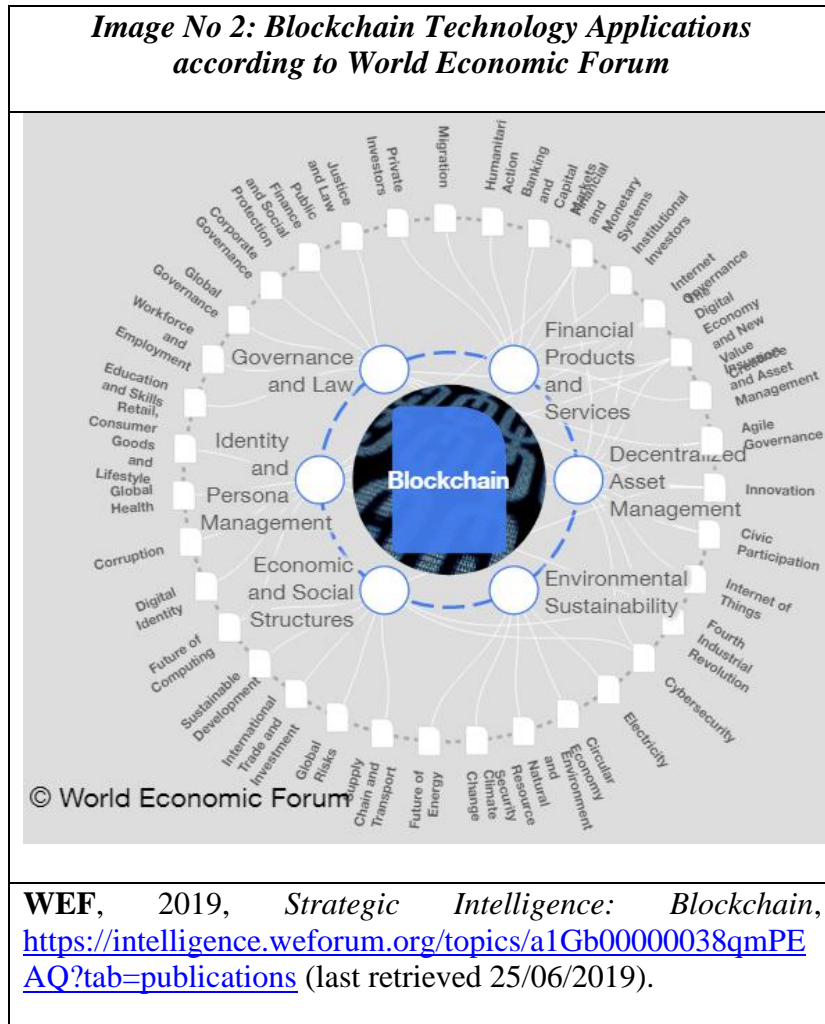 Image No 2: Blockchain Technology Applications
according to World Economic Forum
Migration
Humanitari
Action
Banking
and
Capital
Markets
Financial
and
Monetary
Systems
Institutional
Investors
Internet
Governance
The
Digital
Economy
and New
Value
Creation
Insurance
and Asset
Management
Agile
Governance
Innovation
Civic
Participation
Internet of
Things
Fourth
Industrial
Revolution
Cybersecurity
Electricity
Circular
Economy
Environment
and
Natural
Resource
Security
Climate
Change
Future of
Energy
Supply
Chain and
Transport
Global
Risks
International
Trade and
Investment
Sustainable
Development
Future of
Computing
Digital
Identity
Corruption
Global
Health
Retail,
Consumer
Goods
and
Lifestyle
Education
and Skills
Workforce
and
Employment
Global
Governance
Corporate
Governance
Public
Finance
and Social
Protection
Justice
and Law
Private
Investors
Governance
and Law
Financial
Products
and
Services
Identity
and
Persona
Management
Blockchain
Decentralized
Asset
Management
Economic
and Social
Structures
Environmental
Sustainability
© World Economic Forum
WEF, 2019, Strategic Intelligence: Blockchain,
https://intelligence.weforum.org/topics/a1Gb00000038qmPE
AQ?tab=publications (last retrieved 25/06/2019).